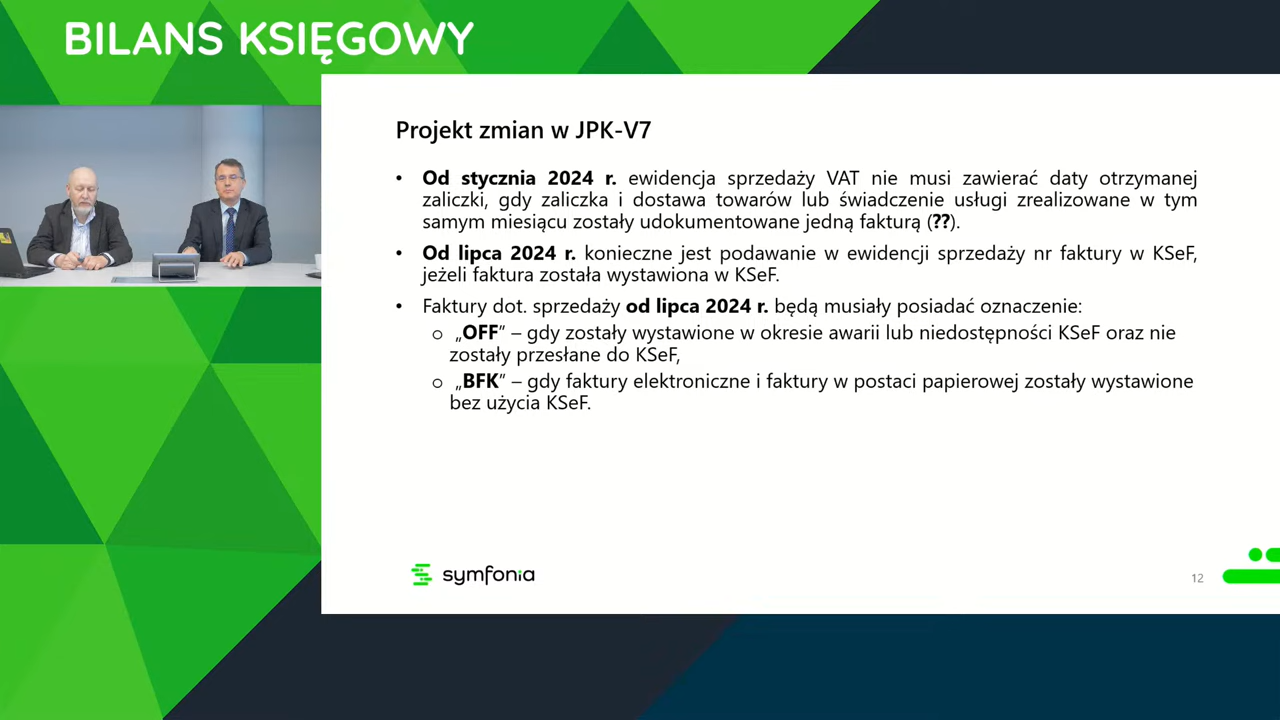 BILANS KSIĘGOWY
Projekt zmian w JPK-V7
• Od stycznia 2024 r. ewidencja sprzedaży VAT nie musi zawierać daty otrzymanej
zaliczki, gdy zaliczka i dostawa towarów lub świadczenie usługi zrealizowane w tym
samym miesiącu zostały udokumentowane jedną fakturą (??).
• Od lipca 2024 r. konieczne jest podawanie w ewidencji sprzedaży nr faktury w KSeF,
jeżeli faktura została wystawiona w KSeF.
• Faktury dot. sprzedaży od lipca 2024 r. będą musiały posiadać oznaczenie:
o „OFF” – gdy zostały wystawione w okresie awarii lub niedostępności KSeF oraz nie
zostały przesłane do KSeF,
o „BFK” – gdy faktury elektroniczne i faktury w postaci papierowej zostały wystawione
bez użycia KSeF.
symfonia
12